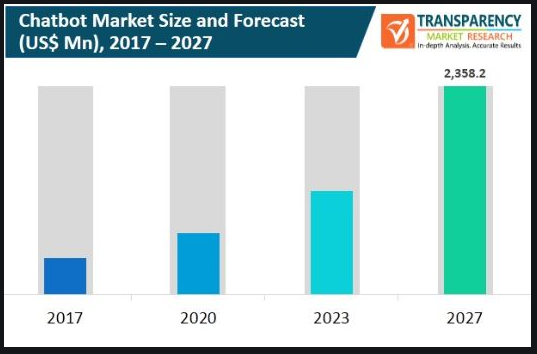 Chatbot Market Size and Forecast
(US$ Mn), 2017 – 2027
TRANSPARENCY
MARKET RESEARCH
In-depth Analysis. Accurate Results
2,358.2
2017
2020
2023
2027